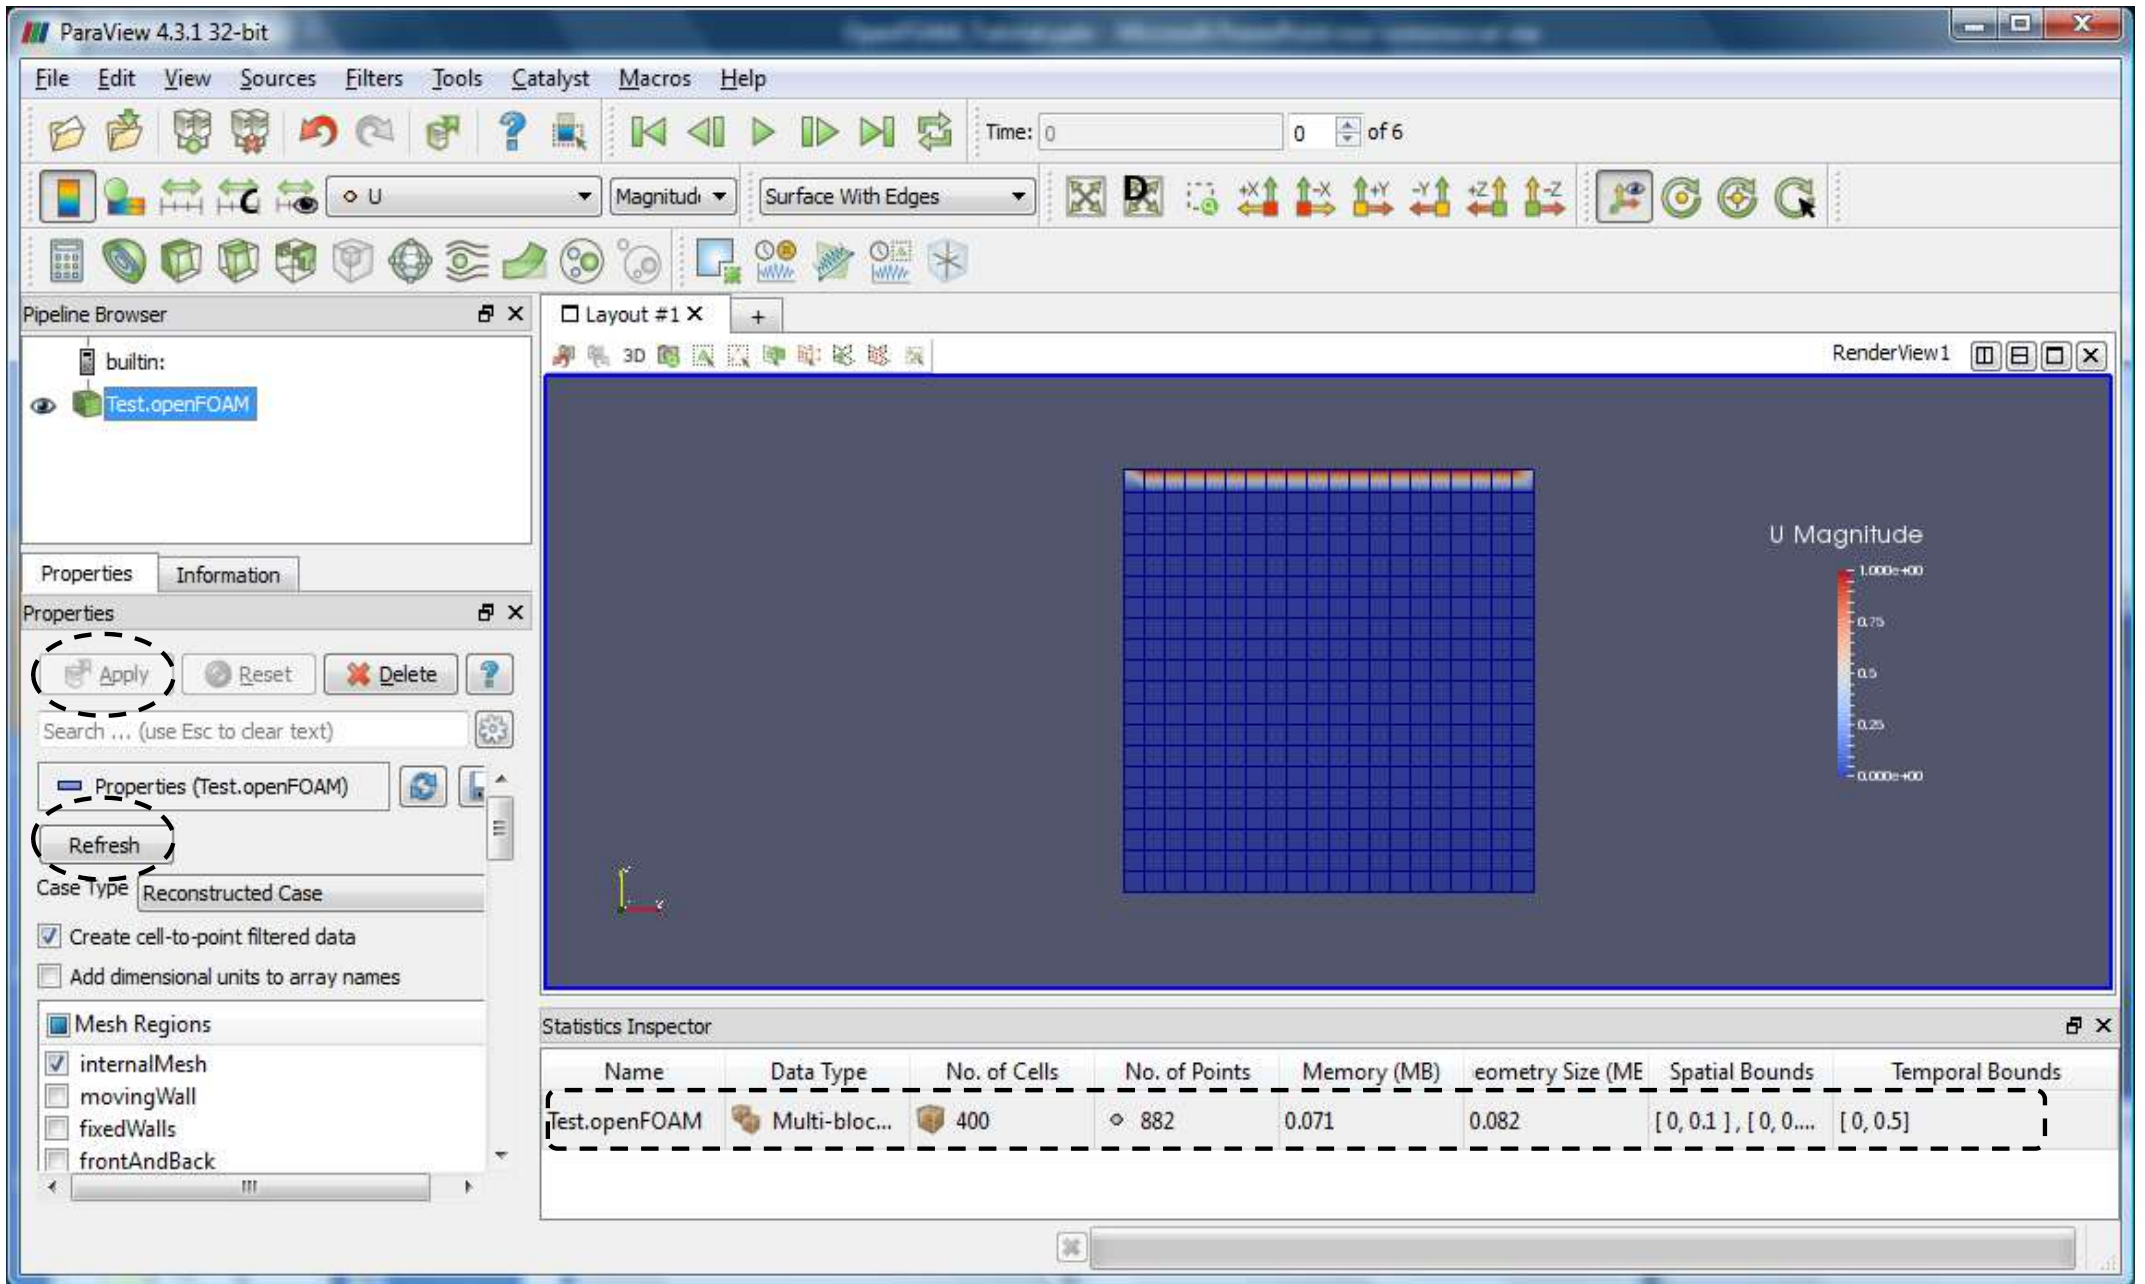 ParaView 4.3.1 32-bit
File Edit View Sources Filters Tools Catalyst Macros Help
Time: 0 0 of 6
U Magnitud Surface With Edges D +X -X +Y -Y +Z -Z
Pipeline Browser
builtin:
Test.openFOAM
Layout #1 +
3D RenderView1
U Magnitude
1.000e+00
0.75
0.5
0.25
0.000e+00
Properties Information
Properties
Apply Reset Delete ?
Search ... (use Esc to clear text)
Properties (Test.openFOAM)
Refresh
Case Type Reconstructed Case
Create cell-to-point filtered data
Add dimensional units to array names
Mesh Regions
internalMesh
movingWall
fixedWalls
frontAndBack
Statistics Inspector
Name Data Type No. of Cells No. of Points Memory (MB) eometry Size (ME Spatial Bounds Temporal Bounds
Test.openFOAM Multi-bloc... 400 882 0.071 0.082 [ 0, 0.1 ] , [ 0, 0.... [ 0, 0.5]